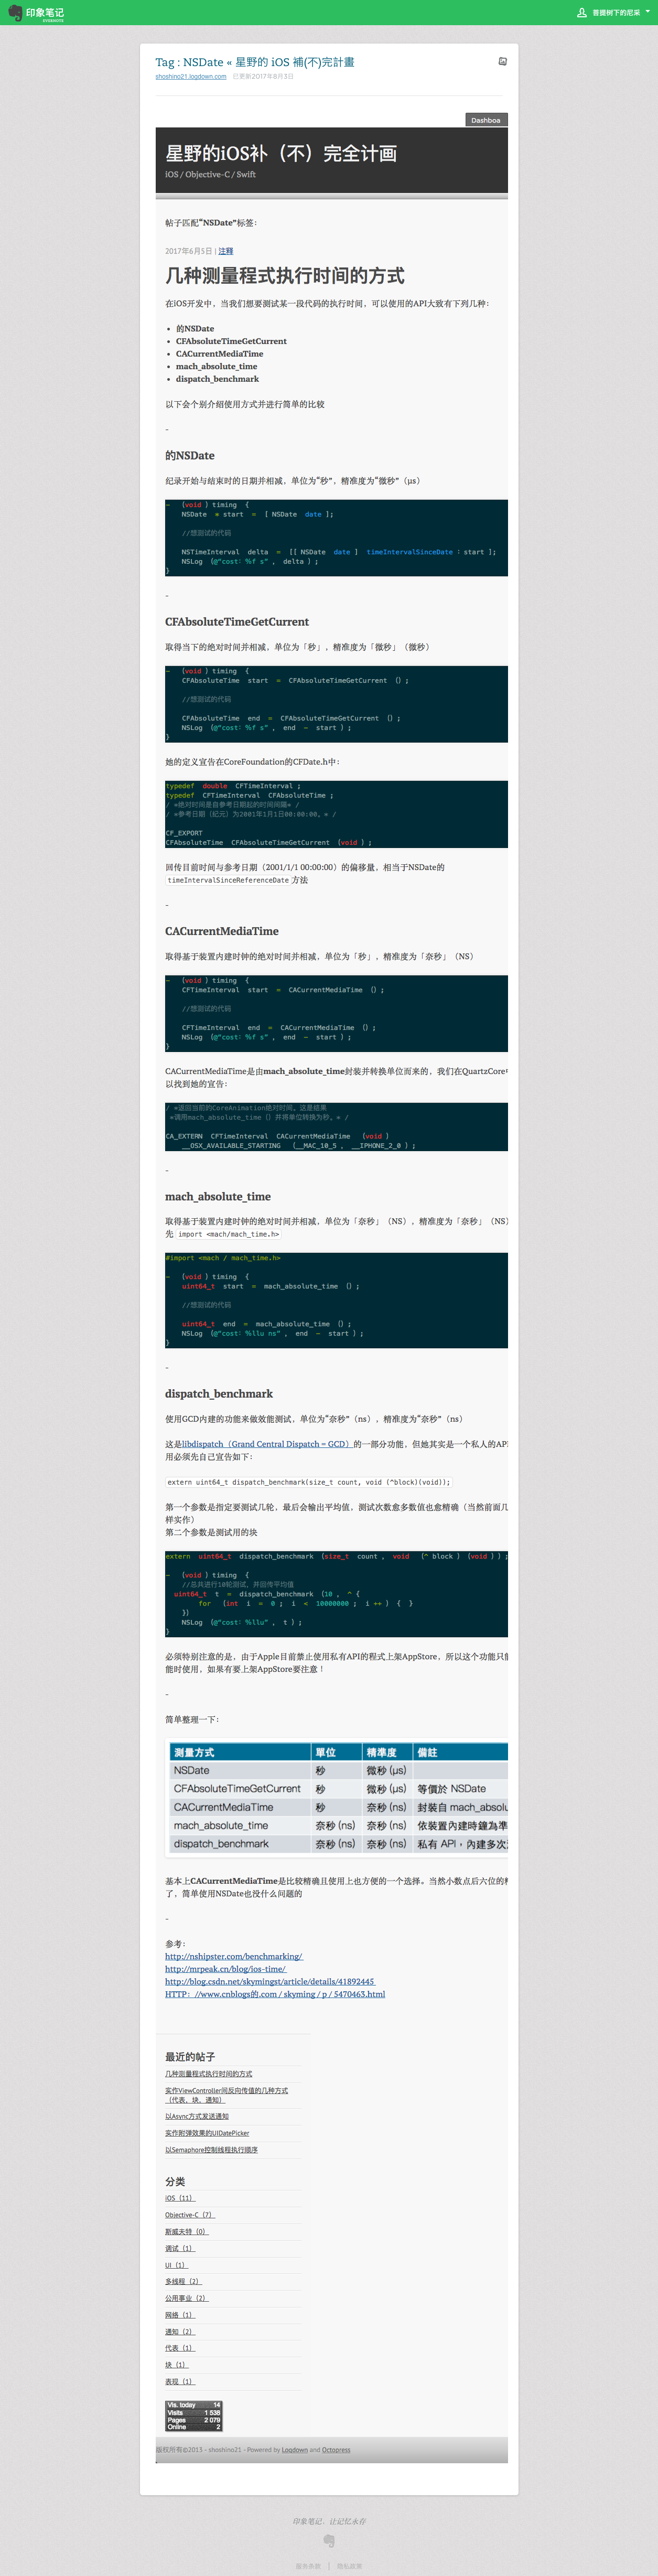 印象笔记
EVERNOTE
菩提树下的尼采
Tag : NSDate « 星野的 iOS 補(不)完計畫
shoshino21.logdown.com 已更新2017年8月3日
Dashboa
星野的iOS补（不）完全计画
iOS / Objective-C / Swift
帖子匹配“NSDate”标签：
2017年6月5日 | 注释
几种测量程式执行时间的方式
在iOS开发中，当我们想要测试某一段代码的执行时间，可以使用的API大致有下列几种：
• 的NSDate
• CFAbsoluteTimeGetCurrent
• CACurrentMediaTime
• mach_absolute_time
• dispatch_benchmark
以下会个别介绍使用方式并进行简单的比较
-
的NSDate
纪录开始与结束时的日期并相减，单位为“秒”，精准度为“微秒”（μs）
- （void ) timing {
NSDate * start = [ NSDate date ];
//想测试的代码
NSTimeInterval delta = [[ NSDate date ] timeIntervalSinceDate : start ];
NSLog （@“cost: %f s” , delta ) ;
}
-
CFAbsoluteTimeGetCurrent
取得当下的绝对时间并相减，单位为「秒」，精准度为「微秒」（微秒）
- （void ) timing {
CFAbsoluteTime start = CFAbsoluteTimeGetCurrent （）;
//想测试的代码
CFAbsoluteTime end = CFAbsoluteTimeGetCurrent （）;
NSLog （@“cost: %f s” , end - start ) ;
}
她的定义宣告在CoreFoundation的CFDate.h中：
typedef double CFTimeInterval ;
typedef CFTimeInterval CFAbsoluteTime ;
/ *绝对时间是自参考日期起的时间间隔* /
/ *参考日期（纪元）为2001年1月1日00:00:00。* /
CF_EXPORT
CFAbsoluteTime CFAbsoluteTimeGetCurrent （void ) ;
回传目前时间与参考日期（2001/1/1 00:00:00）的偏移量，相当于NSDate的
timeIntervalSinceReferenceDate 方法
-
CACurrentMediaTime
取得基于装置内建时钟的绝对时间并相减，单位为「秒」，精准度为「奈秒」（NS）
- （void ) timing {
CFTimeInterval start = CACurrentMediaTime （）;
//想测试的代码
CFTimeInterval end = CACurrentMediaTime （）;
NSLog （@“cost: %f s” , end - start ) ;
}
CACurrentMediaTime是由mach_absolute_time封装并转换单位而来的，我们在QuartzCore
以找到她的宣告：
/ *返回当前的CoreAnimation绝对时间。这是结果
*调用mach_absolute_time（）并将单位转换为秒。* /
CA_EXTERN CFTimeInterval CACurrentMediaTime （void ）
__OSX_AVAILABLE_STARTING （__MAC_10_5 , __IPHONE_2_0 ) ;
-
mach_absolute_time
取得基于装置内建时钟的绝对时间并相减，单位为「奈秒」（NS），精准度为「奈秒」（NS）
先 import <mach/mach_time.h>
#import <mach / mach_time.h>
- （void ) timing {
uint64_t start = mach_absolute_time （）;
//想测试的代码
uint64_t end = mach_absolute_time （）;
NSLog （@“cost: %llu ns” , end - start ) ;
}
-
dispatch_benchmark
使用GCD内建的功能来做效能测试，单位为“奈秒”（ns），精准度为“奈秒”（ns）
这是libdispatch（Grand Central Dispatch = GCD）的一部分功能，但她其实是一个私人的API
用必须先自己宣告如下：
extern uint64_t dispatch_benchmark(size_t count, void (^block)(void));
第一个参数是指定要测试几轮，最后会输出平均值，测试次数愈多数值也愈精确（当然前面几
样实作）
第二个参数是测试用的块
extern uint64_t dispatch_benchmark （size_t count , void （^ block ）（void ) ) ;
- （void ) timing {
//总共进行10轮测试，并回传平均值
uint64_t t = dispatch_benchmark （10 , ^ {
for （int i = 0 ; i < 10000000 ; i ++ ) { }
})
NSLog （@“cost: %llu” , t ) ;
}
必须特别注意的是，由于Apple目前禁止使用私有API的程式上架AppStore，所以这个功能只能
能时使用，如果有要上架AppStore要注意！
-
简单整理一下：
測量方式 單位 精準度 備註
NSDate 秒 微秒 (μs)
CFAbsoluteTimeGetCurrent 秒 微秒 (μs) 等價於 NSDate
CACurrentMediaTime 秒 奈秒 (ns) 封裝自 mach_absolu
mach_absolute_time 奈秒 (ns) 奈秒 (ns) 依裝置內建時鐘為準
dispatch_benchmark 奈秒 (ns) 奈秒 (ns) 私有 API，內建多次
基本上CACurrentMediaTime是比较精确且使用上也方便的一个选择。当然小数点后六位的精
了，简单使用NSDate也没什么问题的
-
参考：
http://nshipster.com/benchmarking/
http://mrpeak.cn/blog/ios-time/
http://blog.csdn.net/skymingst/article/details/41892445
HTTP：//www.cnblogs的.com / skyming / p / 5470463.html
最近的帖子
几种测量程式执行时间的方式
实作ViewController间反向传值的几种方式
（代表、块、通知）
以Async方式发送通知
实作附弹效果的UIDatePicker
以Semaphore控制线程执行顺序
分类
iOS（11）
Objective-C（7）
斯威夫特（0）
调试（1）
UI（1）
多线程（2）
公用事业（2）
网络（1）
通知（2）
代表（1）
块（1）
表现（1）
Vis. today 14
Visits 1 536
Pages 2 079
Online 2
版权所有©2013 - shoshino21 - Powered by Logdown and Octopress
印象笔记，让记忆永存
服务条款 | 隐私政策